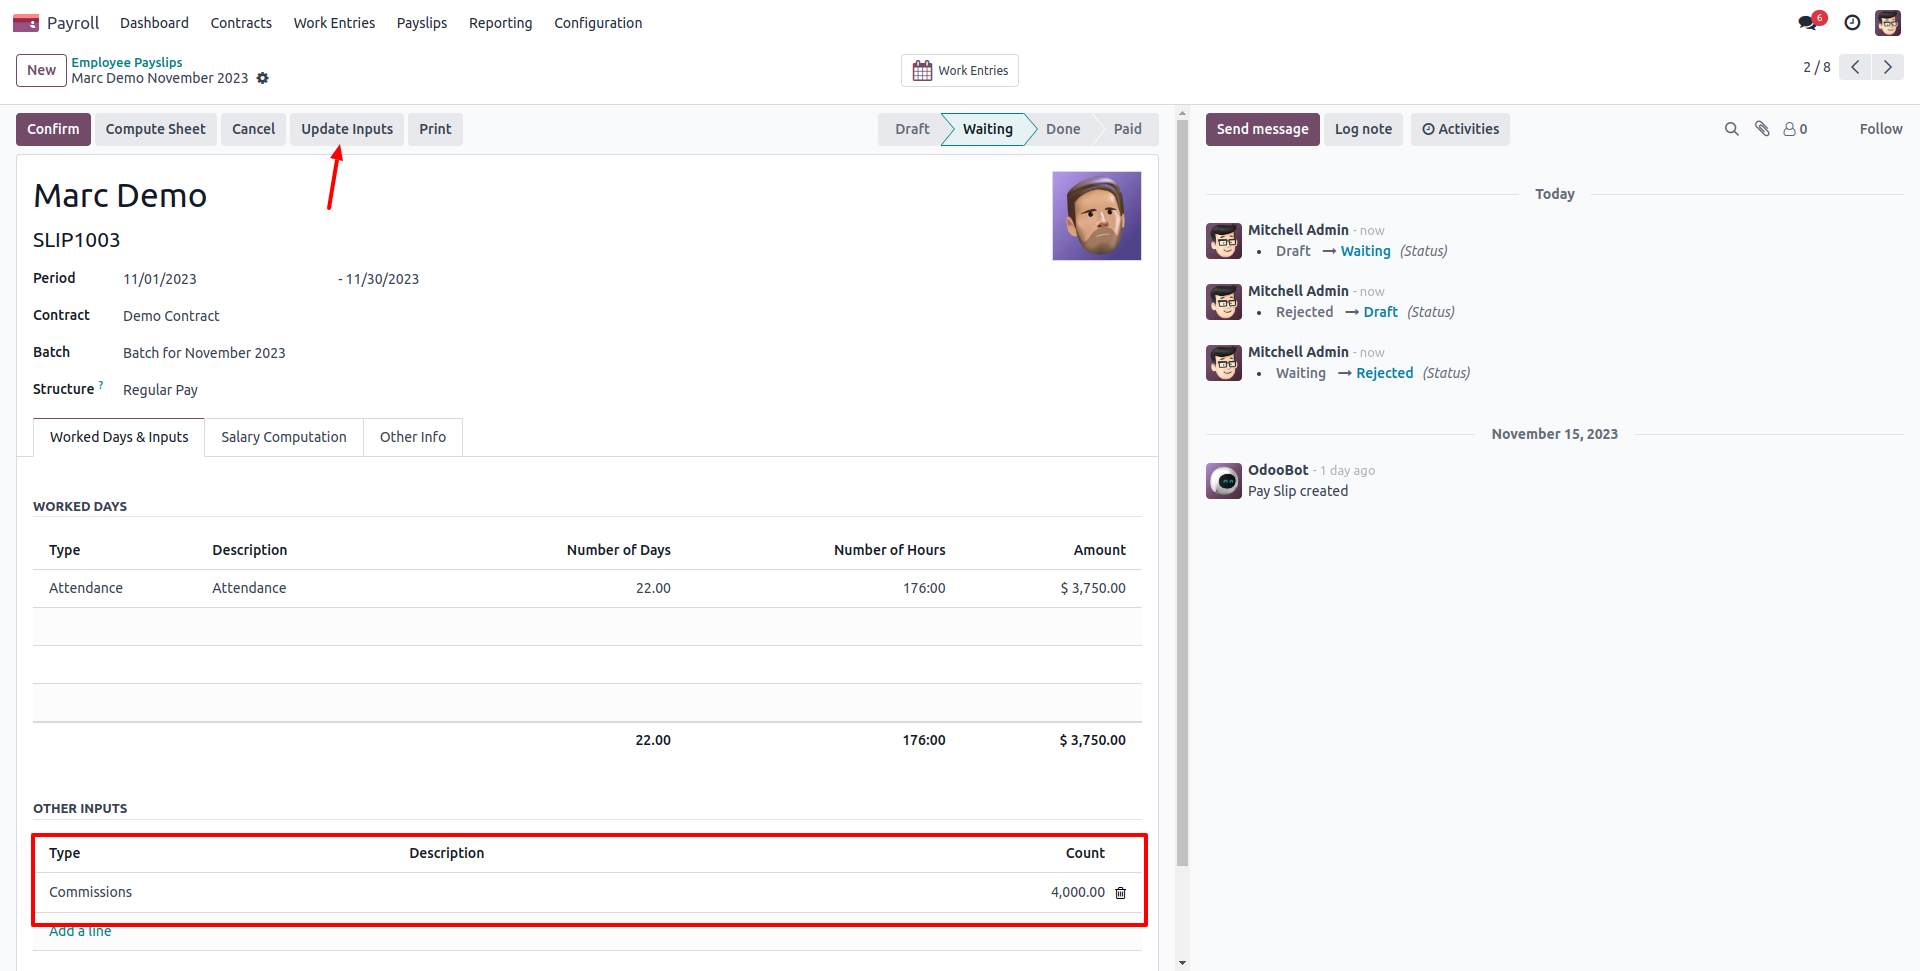 Payroll Dashboard Contracts Work Entries Payslips Reporting Configuration 6
New Employee Payslips
Marc Demo November 2023
Work Entries
2 / 8
Confirm Compute Sheet Cancel Update Inputs Print
Draft Waiting Done Paid
Marc Demo
SLIP1003
Period 11/01/2023 - 11/30/2023
Contract Demo Contract
Batch Batch for November 2023
Structure ? Regular Pay
Worked Days & Inputs Salary Computation Other Info
WORKED DAYS
Type Description Number of Days Number of Hours Amount
Attendance Attendance 22.00 176:00 $ 3,750.00
22.00 176:00 $ 3,750.00
OTHER INPUTS
Type Description Count
Commissions 4,000.00
Add a line
Send message Log note Activities 0 Follow
Today
Mitchell Admin - now
• Draft → Waiting (Status)
Mitchell Admin - now
• Rejected → Draft (Status)
Mitchell Admin - now
• Waiting → Rejected (Status)
November 15, 2023
OdooBot - 1 day ago
Pay Slip created